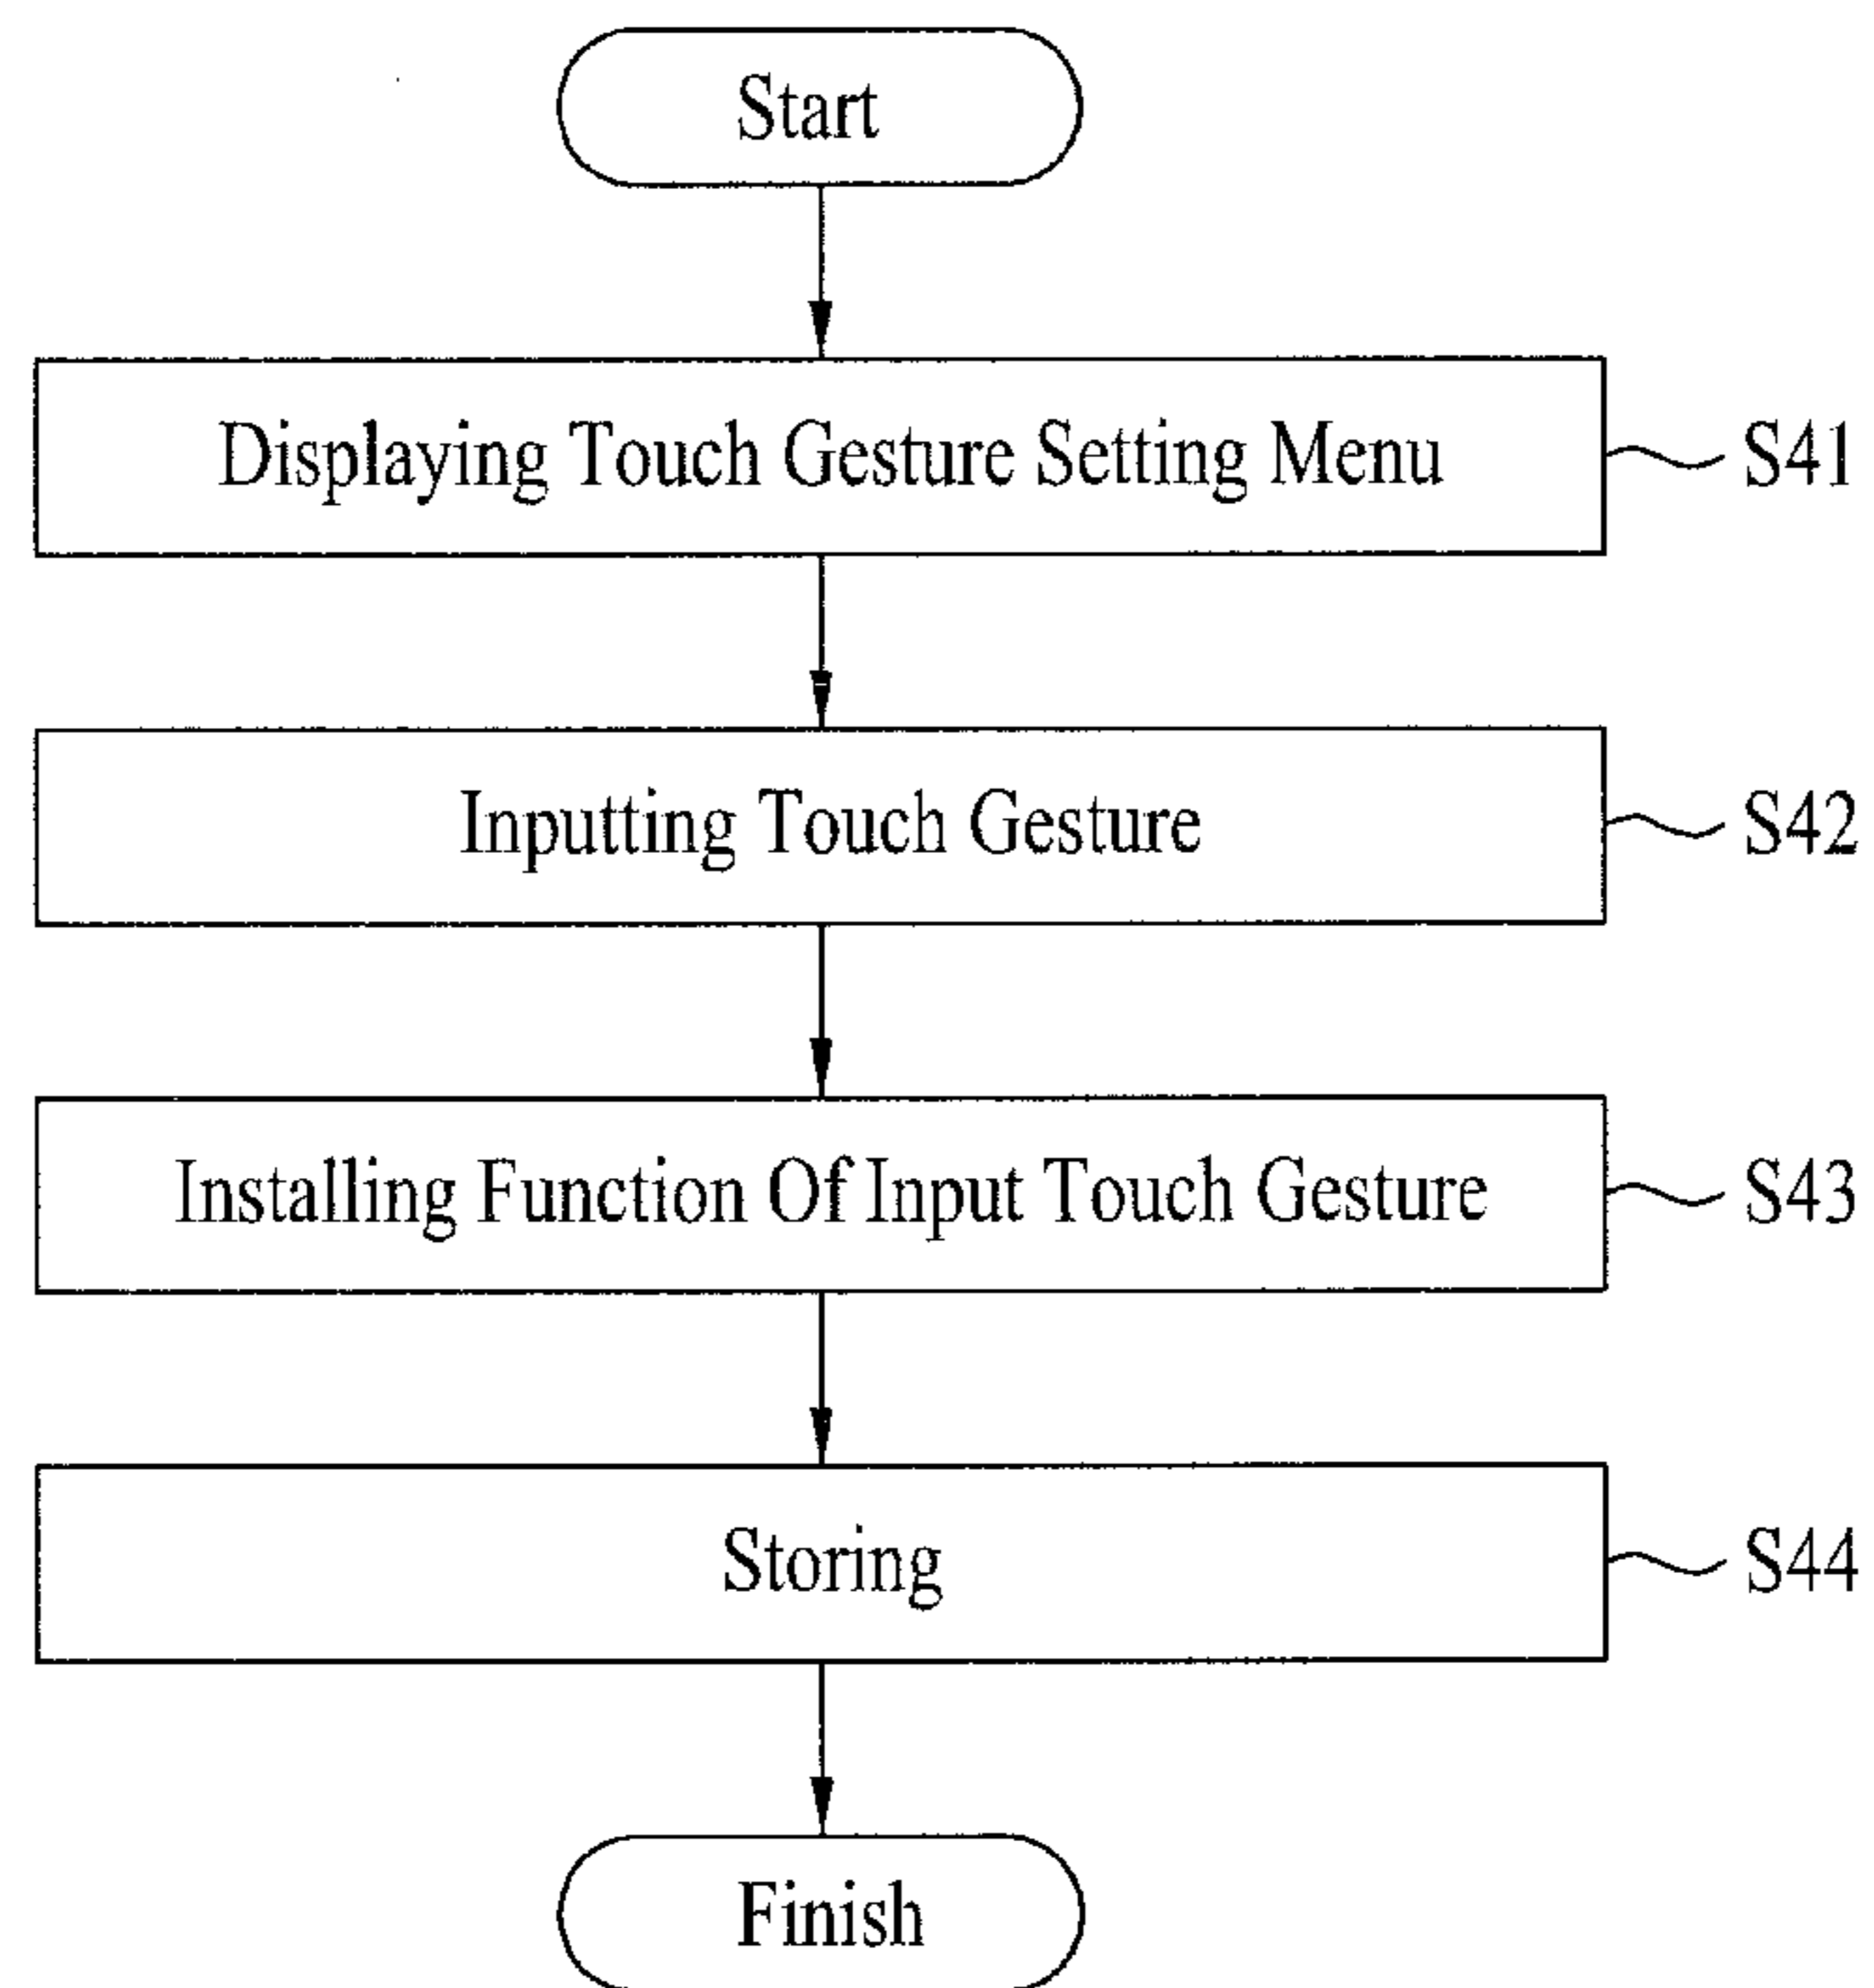 Start
Displaying Touch Gesture Setting Menu
S41
Inputting Touch Gesture
S42
Installing Function Of Input Touch Gesture
S43
Storing
S44
Finish